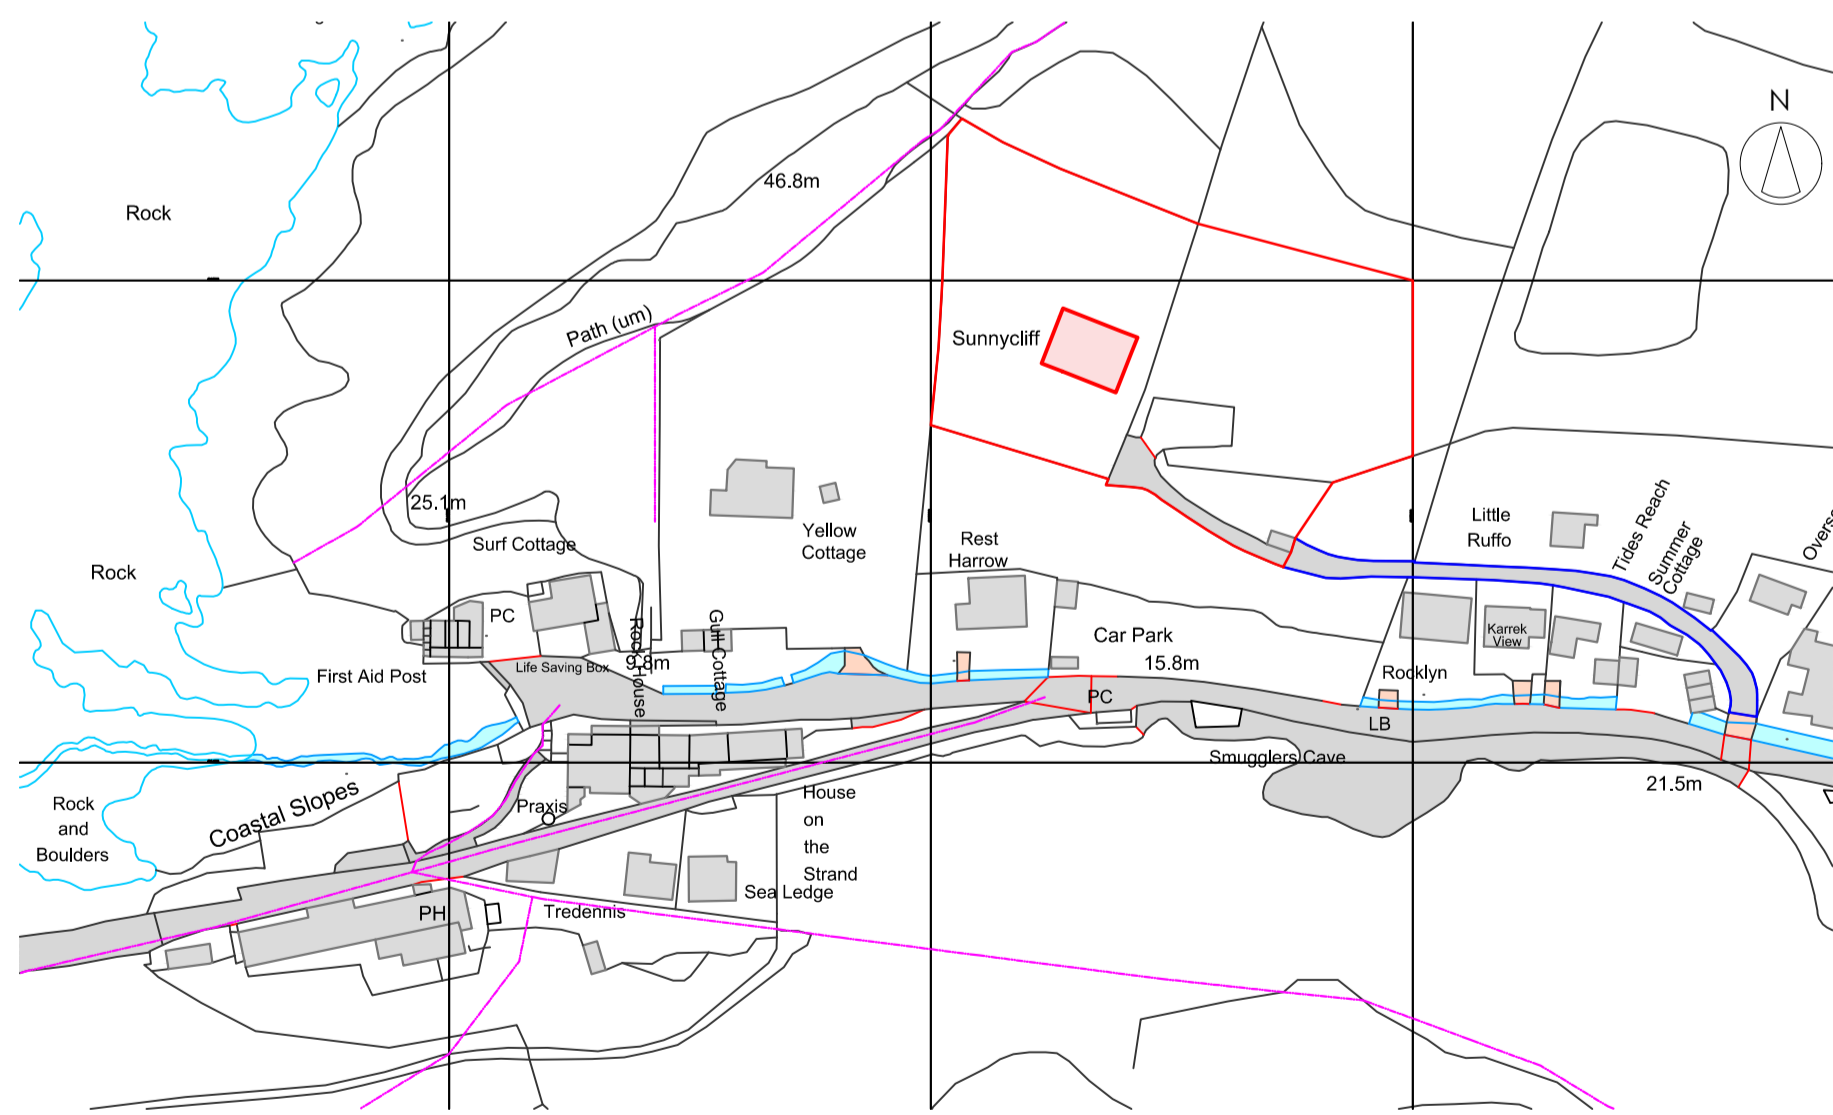 N
46.8m
Rock
Path (um)
Sunnycliff
25.1m
Surf Cottage
Yellow
Cottage
Rest
Harrow
Little
Ruffo
Tides Reach
Summer
Cottage
Rock
PC
First Aid Post
Life Saving Box
9.8m
Rock House
Gull Cottage
Car Park
15.8m
Karrek
View
Rocklyn
PC
LB
Smugglers Cave
21.5m
Rock
and
Boulders
Coastal Slopes
Praxis
House
on
the
Strand
Sea Ledge
PH
Tredennis